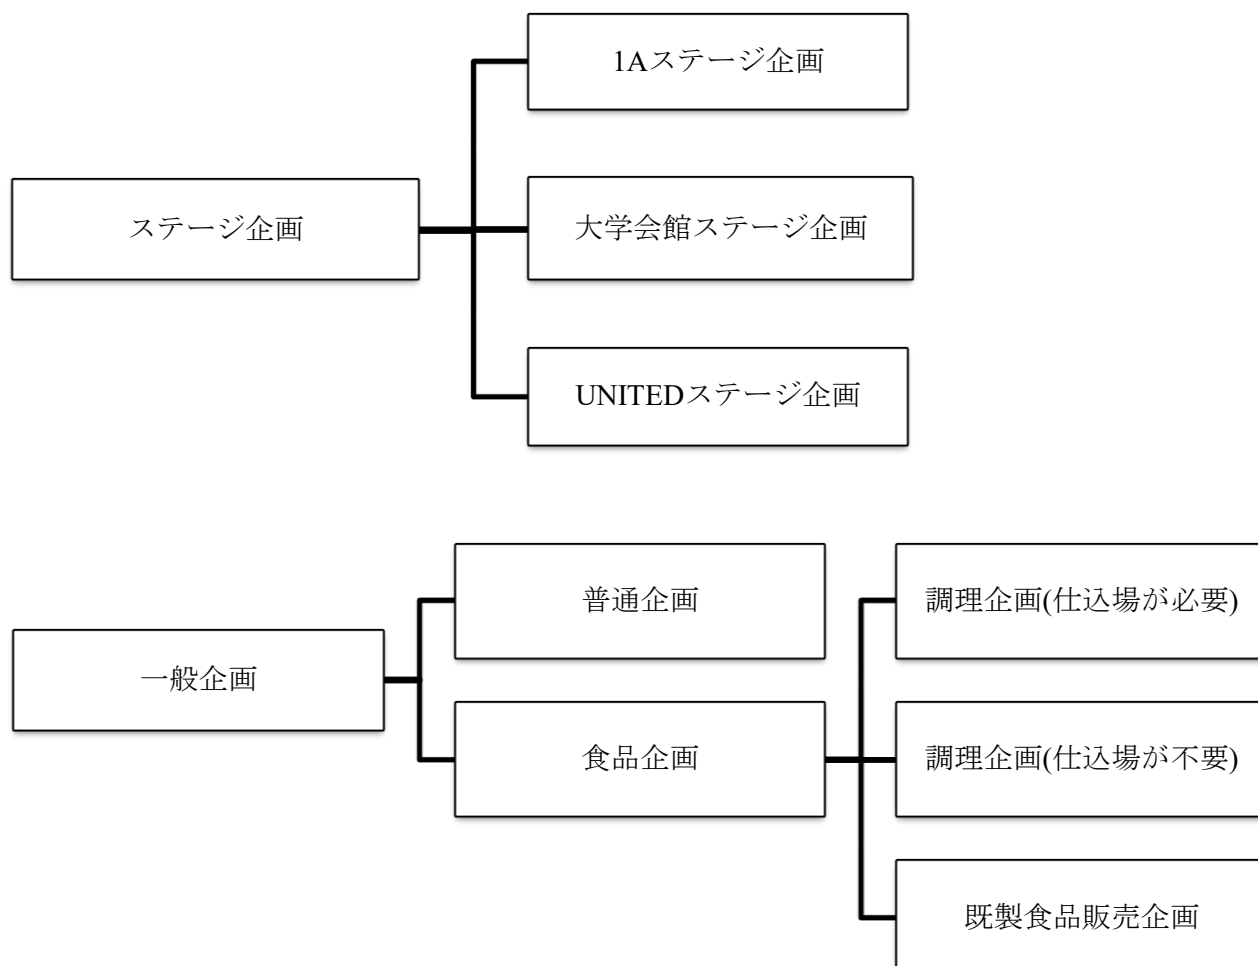 1Aステージ企画
ステージ企画
大学会館ステージ企画
UNITEDステージ企画
普通企画
調理企画(仕込場が必要)
一般企画
食品企画
調理企画(仕込場が不要)
既製食品販売企画